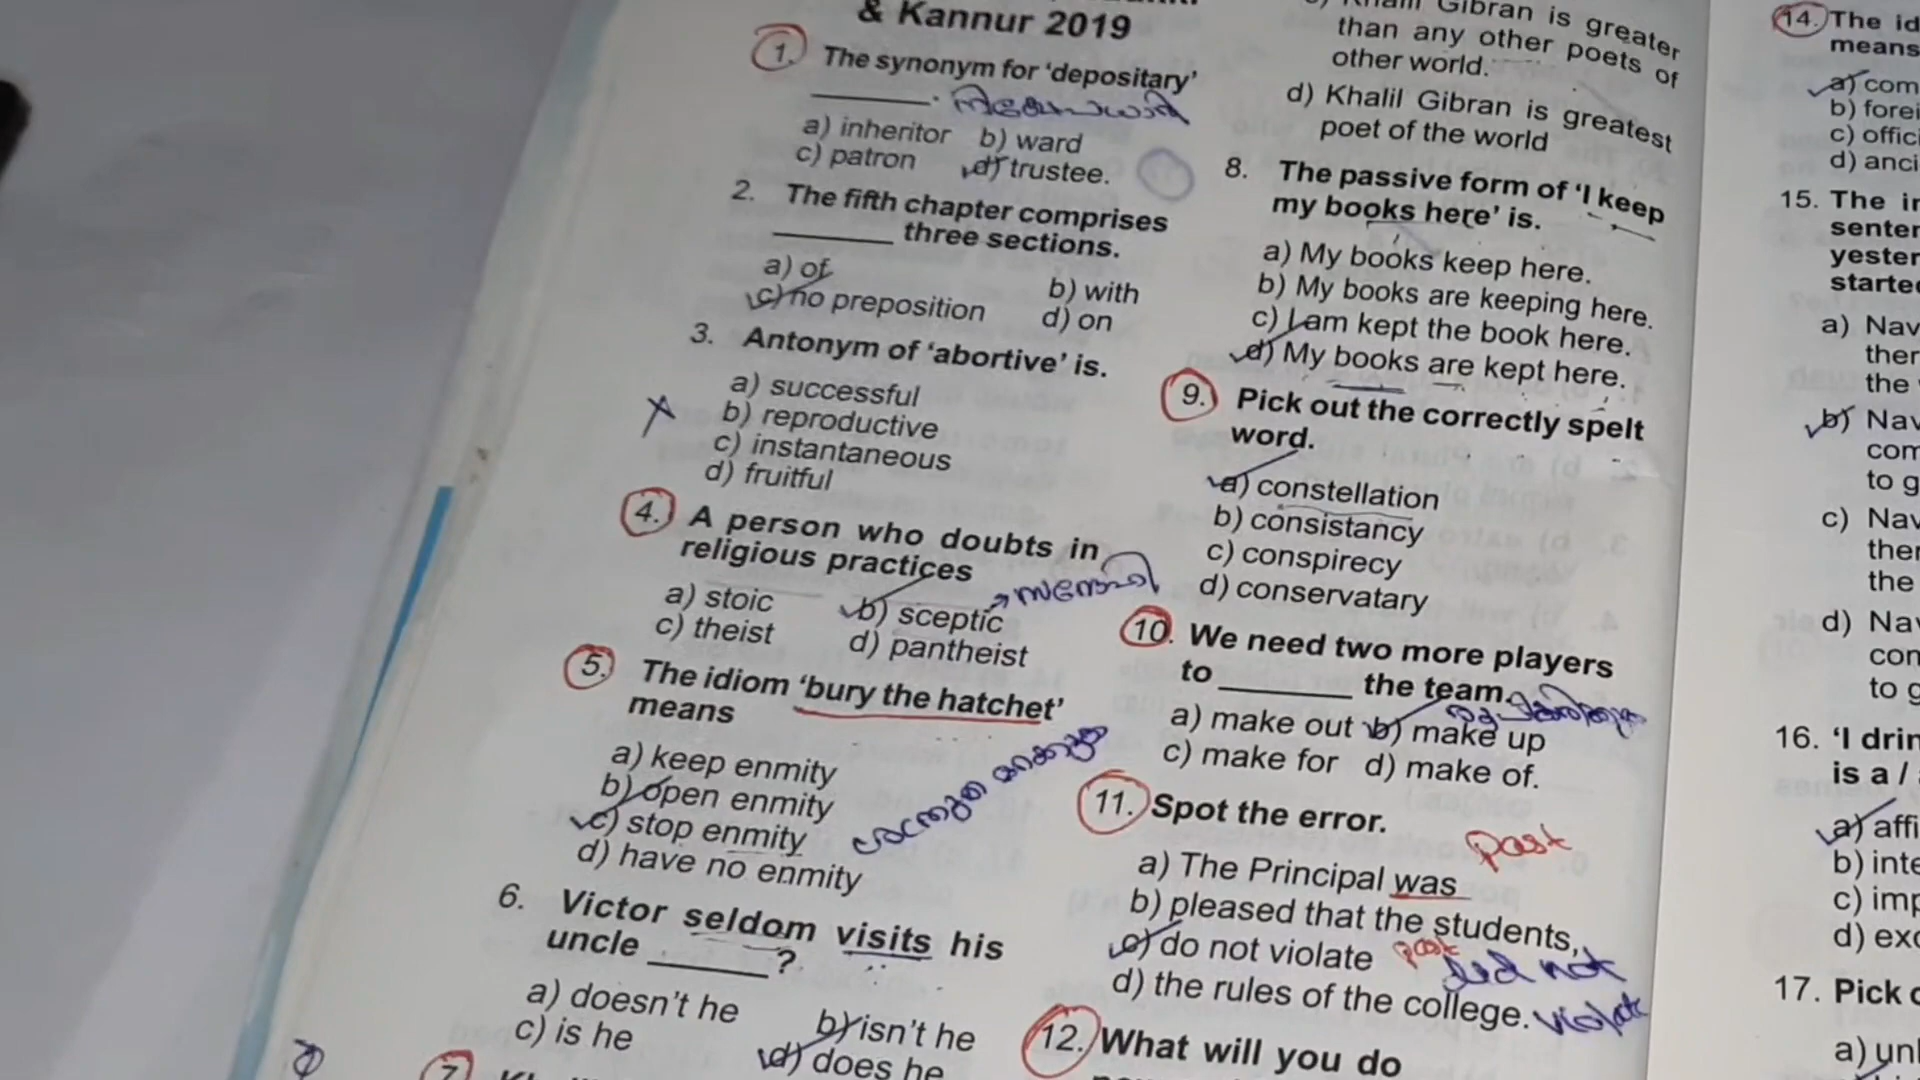 & Kannur 2019
1. The synonym for ‘depositary’
________.
a) inheritor b) ward
c) patron d) trustee.
2. The fifth chapter comprises
________ three sections.
a) of b) with
c) no preposition d) on
3. Antonym of ‘abortive’ is.
a) successful
b) reproductive
c) instantaneous
d) fruitful
4. A person who doubts in
religious practices
a) stoic b) sceptic
c) theist d) pantheist
5. The idiom ‘bury the hatchet’
means
a) keep enmity
b) open enmity
c) stop enmity
d) have no enmity
6. Victor seldom visits his
uncle ________?
a) doesn’t he b) isn’t he
c) is he d) does he
7.
Gibran is greater
than any other poets of
other world.
d) Khalil Gibran is greatest
poet of the world
8. The passive form of ‘I keep
my books here’ is.
a) My books keep here.
b) My books are keeping here.
c) I am kept the book here.
d) My books are kept here.
9. Pick out the correctly spelt
word.
a) constellation
b) consistancy
c) conspirecy
d) conservatary
10. We need two more players
to ________ the team.
a) make out b) make up
c) make for d) make of.
11. Spot the error.
past
a) The Principal was
b) pleased that the students,
c) do not violate past did not
d) the rules of the college. violate
12. What will you do
14. The id
means
a) com
b) forei
c) offic
d) anci
15. The ir
senter
yester
starte
a) Nav
ther
the
b) Nav
com
to g
c) Nav
ther
the
d) Nav
con
to g
16. ‘I drin
is a /
a) affi
b) inte
c) imp
d) exc
17. Pick
a) unl